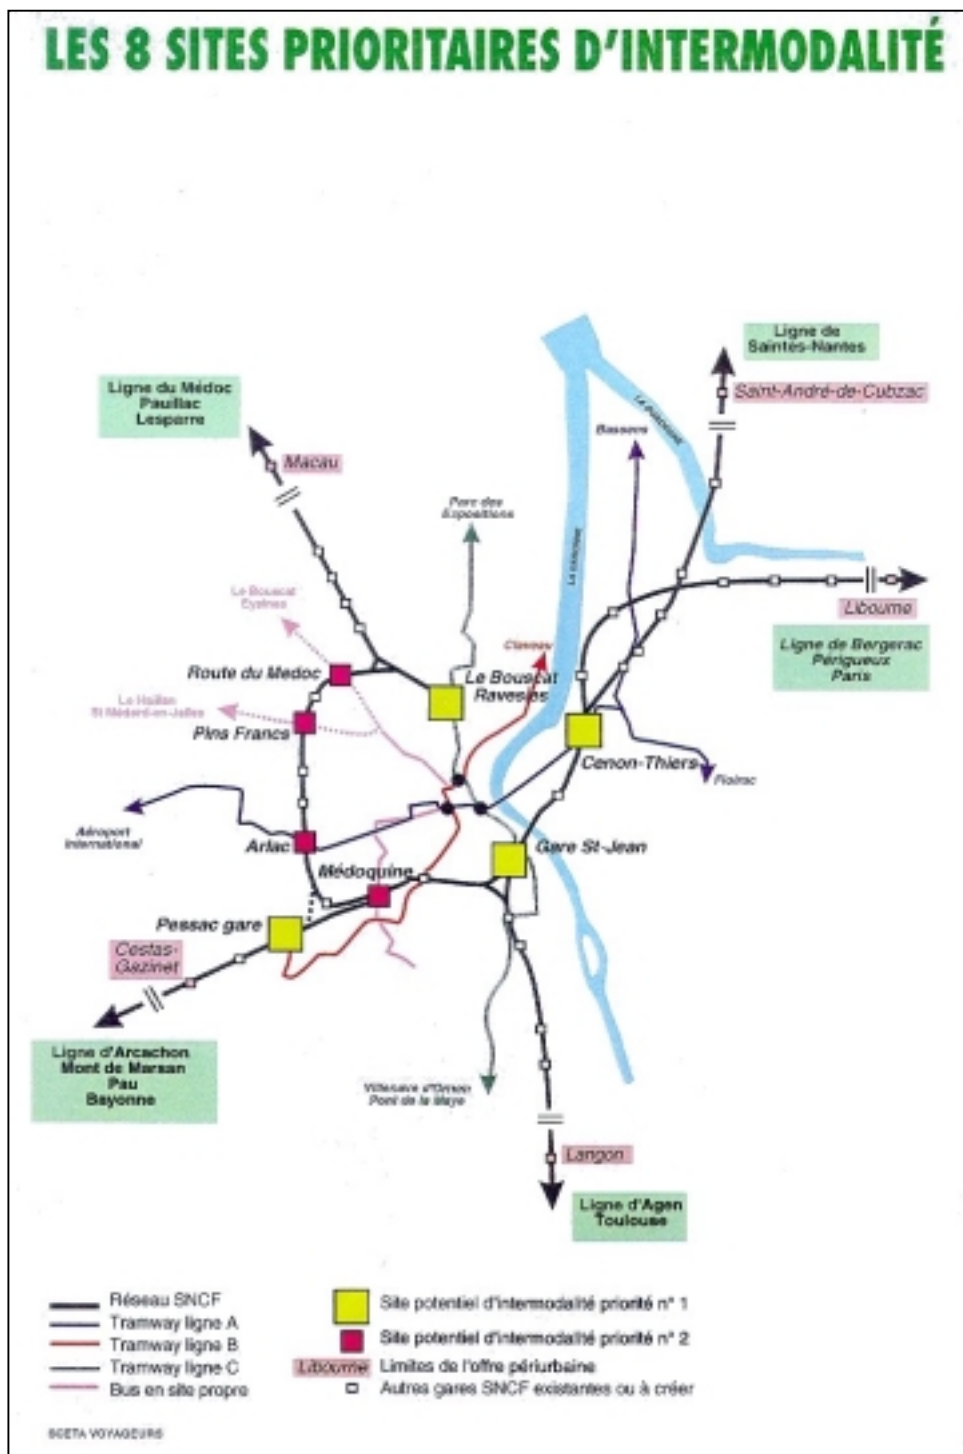 LES 8 SITES PRIORITAIRES D'INTERMODALITÉ
Ligne de
Saintes-Nantes
Saint-André-de-Cubzac
LA DORDOGNE
Bassens
Ligne du Médoc
Pauillac
Lesparre
Macau
Parc des
Expositions
LA GARONNE
Le Bouscat
Eysines
Libourne
Ligne de Bergerac
Périgueux
Paris
Claveau
Route du Medoc
Le Bouscat
Ravesies
Le Haillan
St Médard-en-Jalles
Pins Francs
Cenon-Thiers
Floirac
Aéroport
International
Arlac
Médoquine
Gare St-Jean
Pessac gare
Cestas-
Gazinet
Ligne d'Arcachon
Mont de Marsan
Pau
Bayonne
Villenave d'Ornon
Pont de la Maye
Langon
Ligne d'Agen
Toulouse
Réseau SNCF
Tramway ligne A
Tramway ligne B
Tramway ligne C
Bus en site propre
Site potentiel d'intermodalité priorité n° 1
Site potentiel d'intermodalité priorité n° 2
Libourne Limites de l'offre périurbaine
Autres gares SNCF existantes ou à créer
SCETA VOYAGEURS